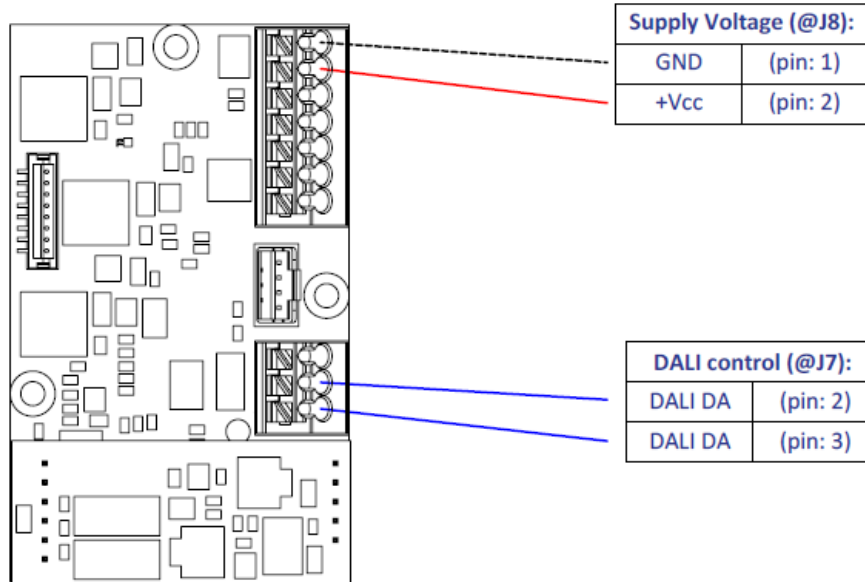 Supply Voltage (@J8):
GND (pin: 1)
+Vcc (pin: 2)
DALI control (@J7):
DALI DA (pin: 2)
DALI DA (pin: 3)